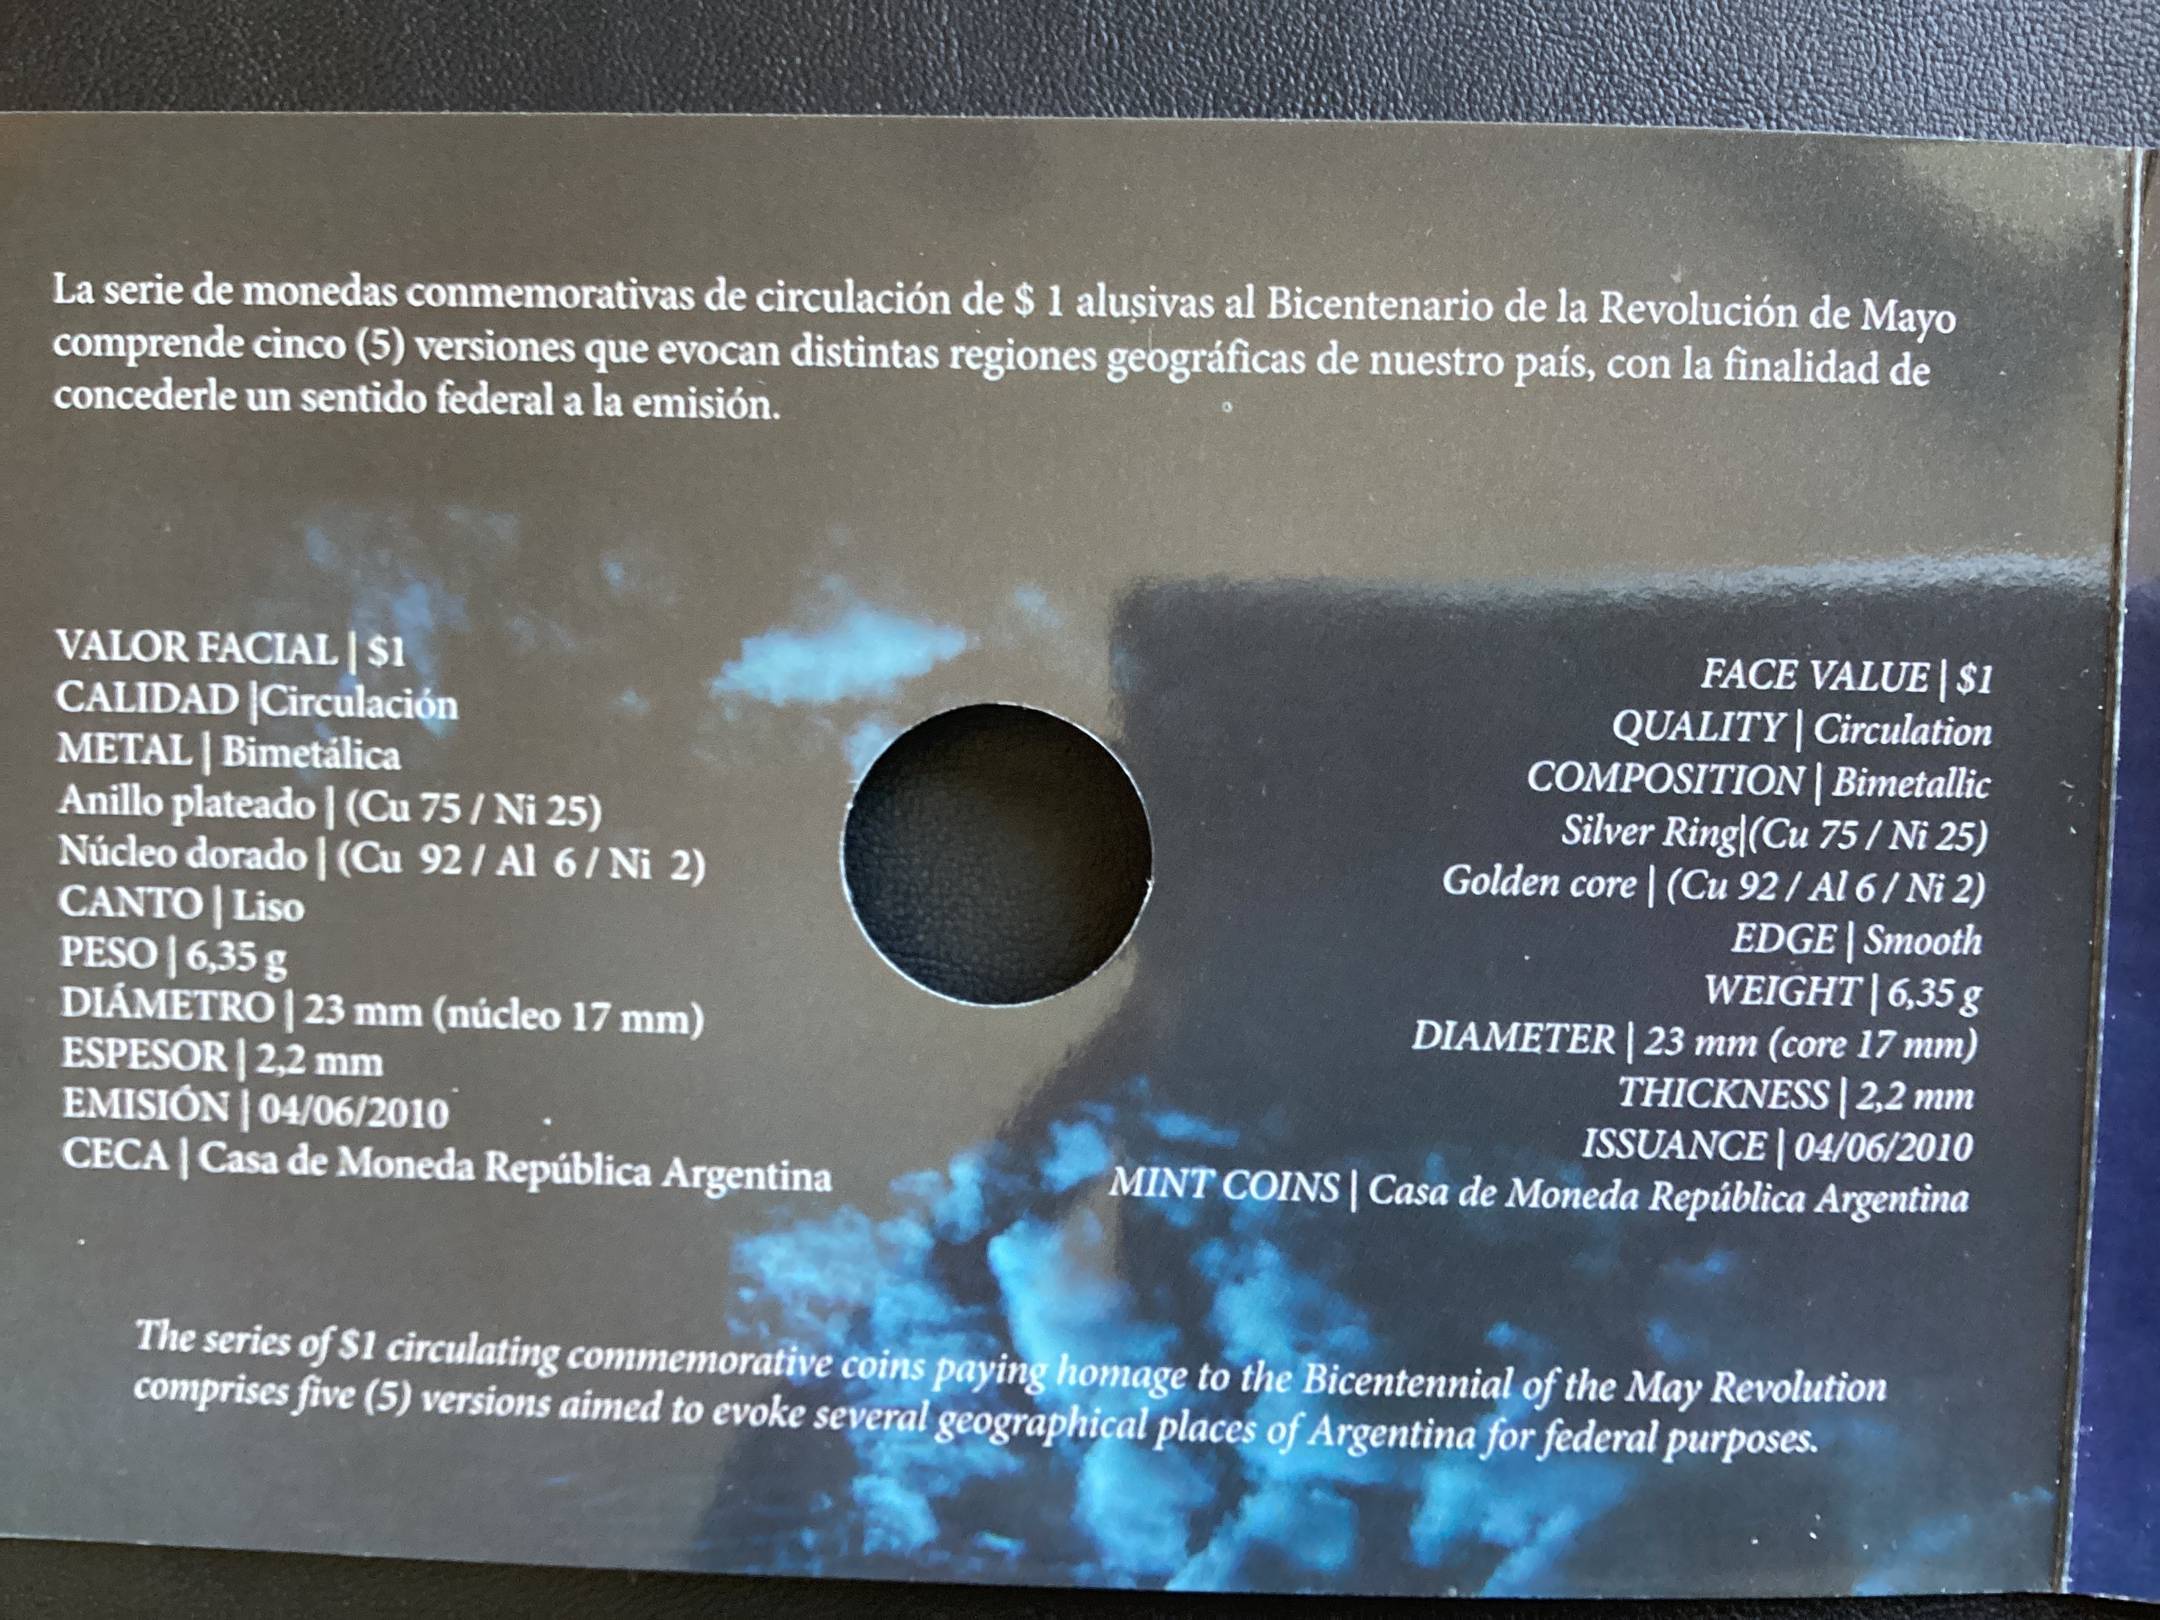 La serie de monedas conmemorativas de circulación de $ 1 alusivas al Bicentenario de la Revolución de Mayo
comprende cinco (5) versiones que evocan distintas regiones geográficas de nuestro país, con la finalidad de
concederle un sentido federal a la emisión.
VALOR FACIAL | $1
CALIDAD |Circulación
METAL | Bimetálica
Anillo plateado | (Cu 75 / Ni 25)
Núcleo dorado | (Cu 92 / Al 6 / Ni 2)
CANTO | Liso
PESO | 6,35 g
DIÁMETRO | 23 mm (núcleo 17 mm)
ESPESOR | 2,2 mm
EMISIÓN | 04/06/2010
CECA | Casa de Moneda República Argentina
FACE VALUE | $1
QUALITY | Circulation
COMPOSITION | Bimetallic
Silver Ring|(Cu 75 / Ni 25)
Golden core | (Cu 92 / Al 6 / Ni 2)
EDGE | Smooth
WEIGHT | 6,35 g
DIAMETER | 23 mm (core 17 mm)
THICKNESS | 2,2 mm
ISSUANCE | 04/06/2010
MINT COINS | Casa de Moneda República Argentina
The series of $1 circulating commemorative coins paying homage to the Bicentennial of the May Revolution
comprises five (5) versions aimed to evoke several geographical places of Argentina for federal purposes.